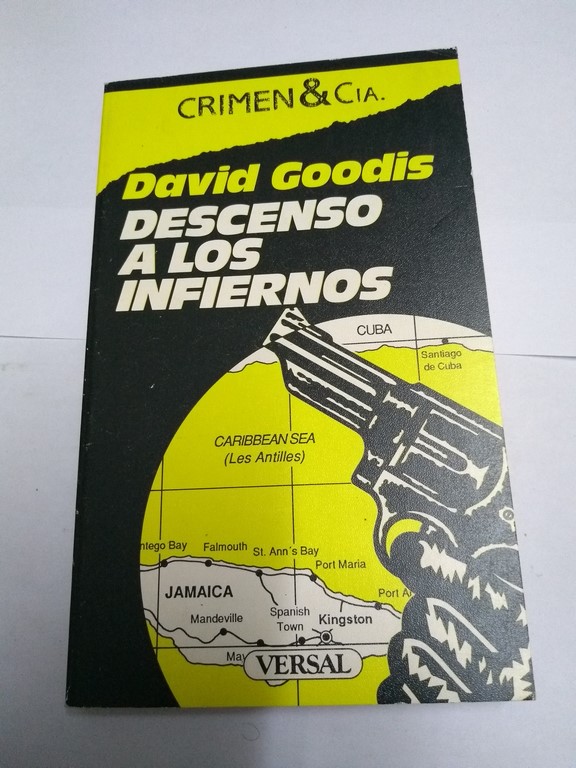 CRIMEN & CIA.
David Goodis
DESCENSO
A LOS
INFIERNOS
CUBA
Santiago
de Cuba
CARIBBEAN SEA
(Les Antilles)
Bay
Falmouth
St. Ann's Bay
Port Maria
JAMAICA
Port
Mandeville
Spanish
Town
Kingston
VERSAL